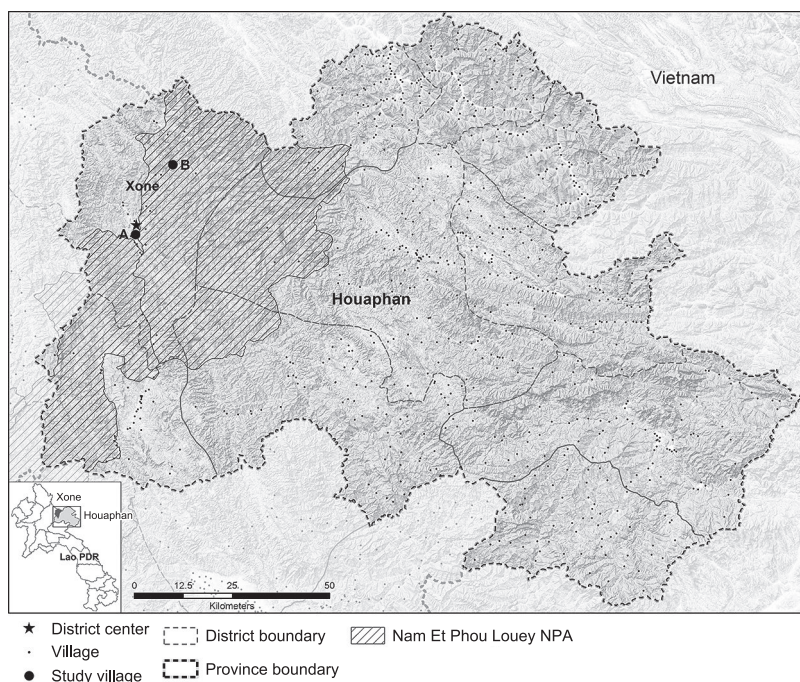 Vietnam
B
Xone
A
Houaphan
Xone
Houaphan
Lao PDR
0 12.5 25 50
Kilometers
District center
Village
Study village
District boundary
Province boundary
Nam Et Phou Louey NPA